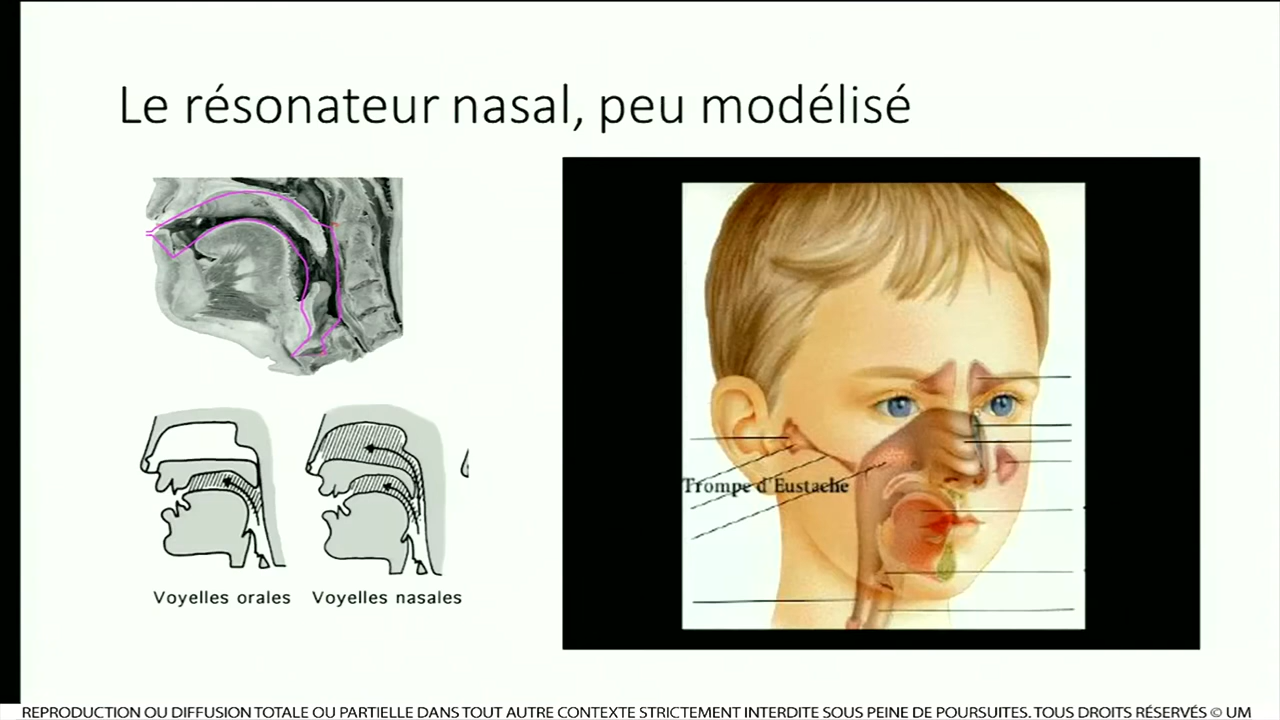 Le résonateur nasal, peu modélisé
Trompe d'Eustache
Voyelles orales
Voyelles nasales
REPRODUCTION OU DIFFUSION TOTALE OU PARTIELLE DANS TOUT AUTRE CONTEXTE STRICTEMENT INTERDITE SOUS PEINE DE POURSUITES. TOUS DROITS RÉSERVÉS © UM